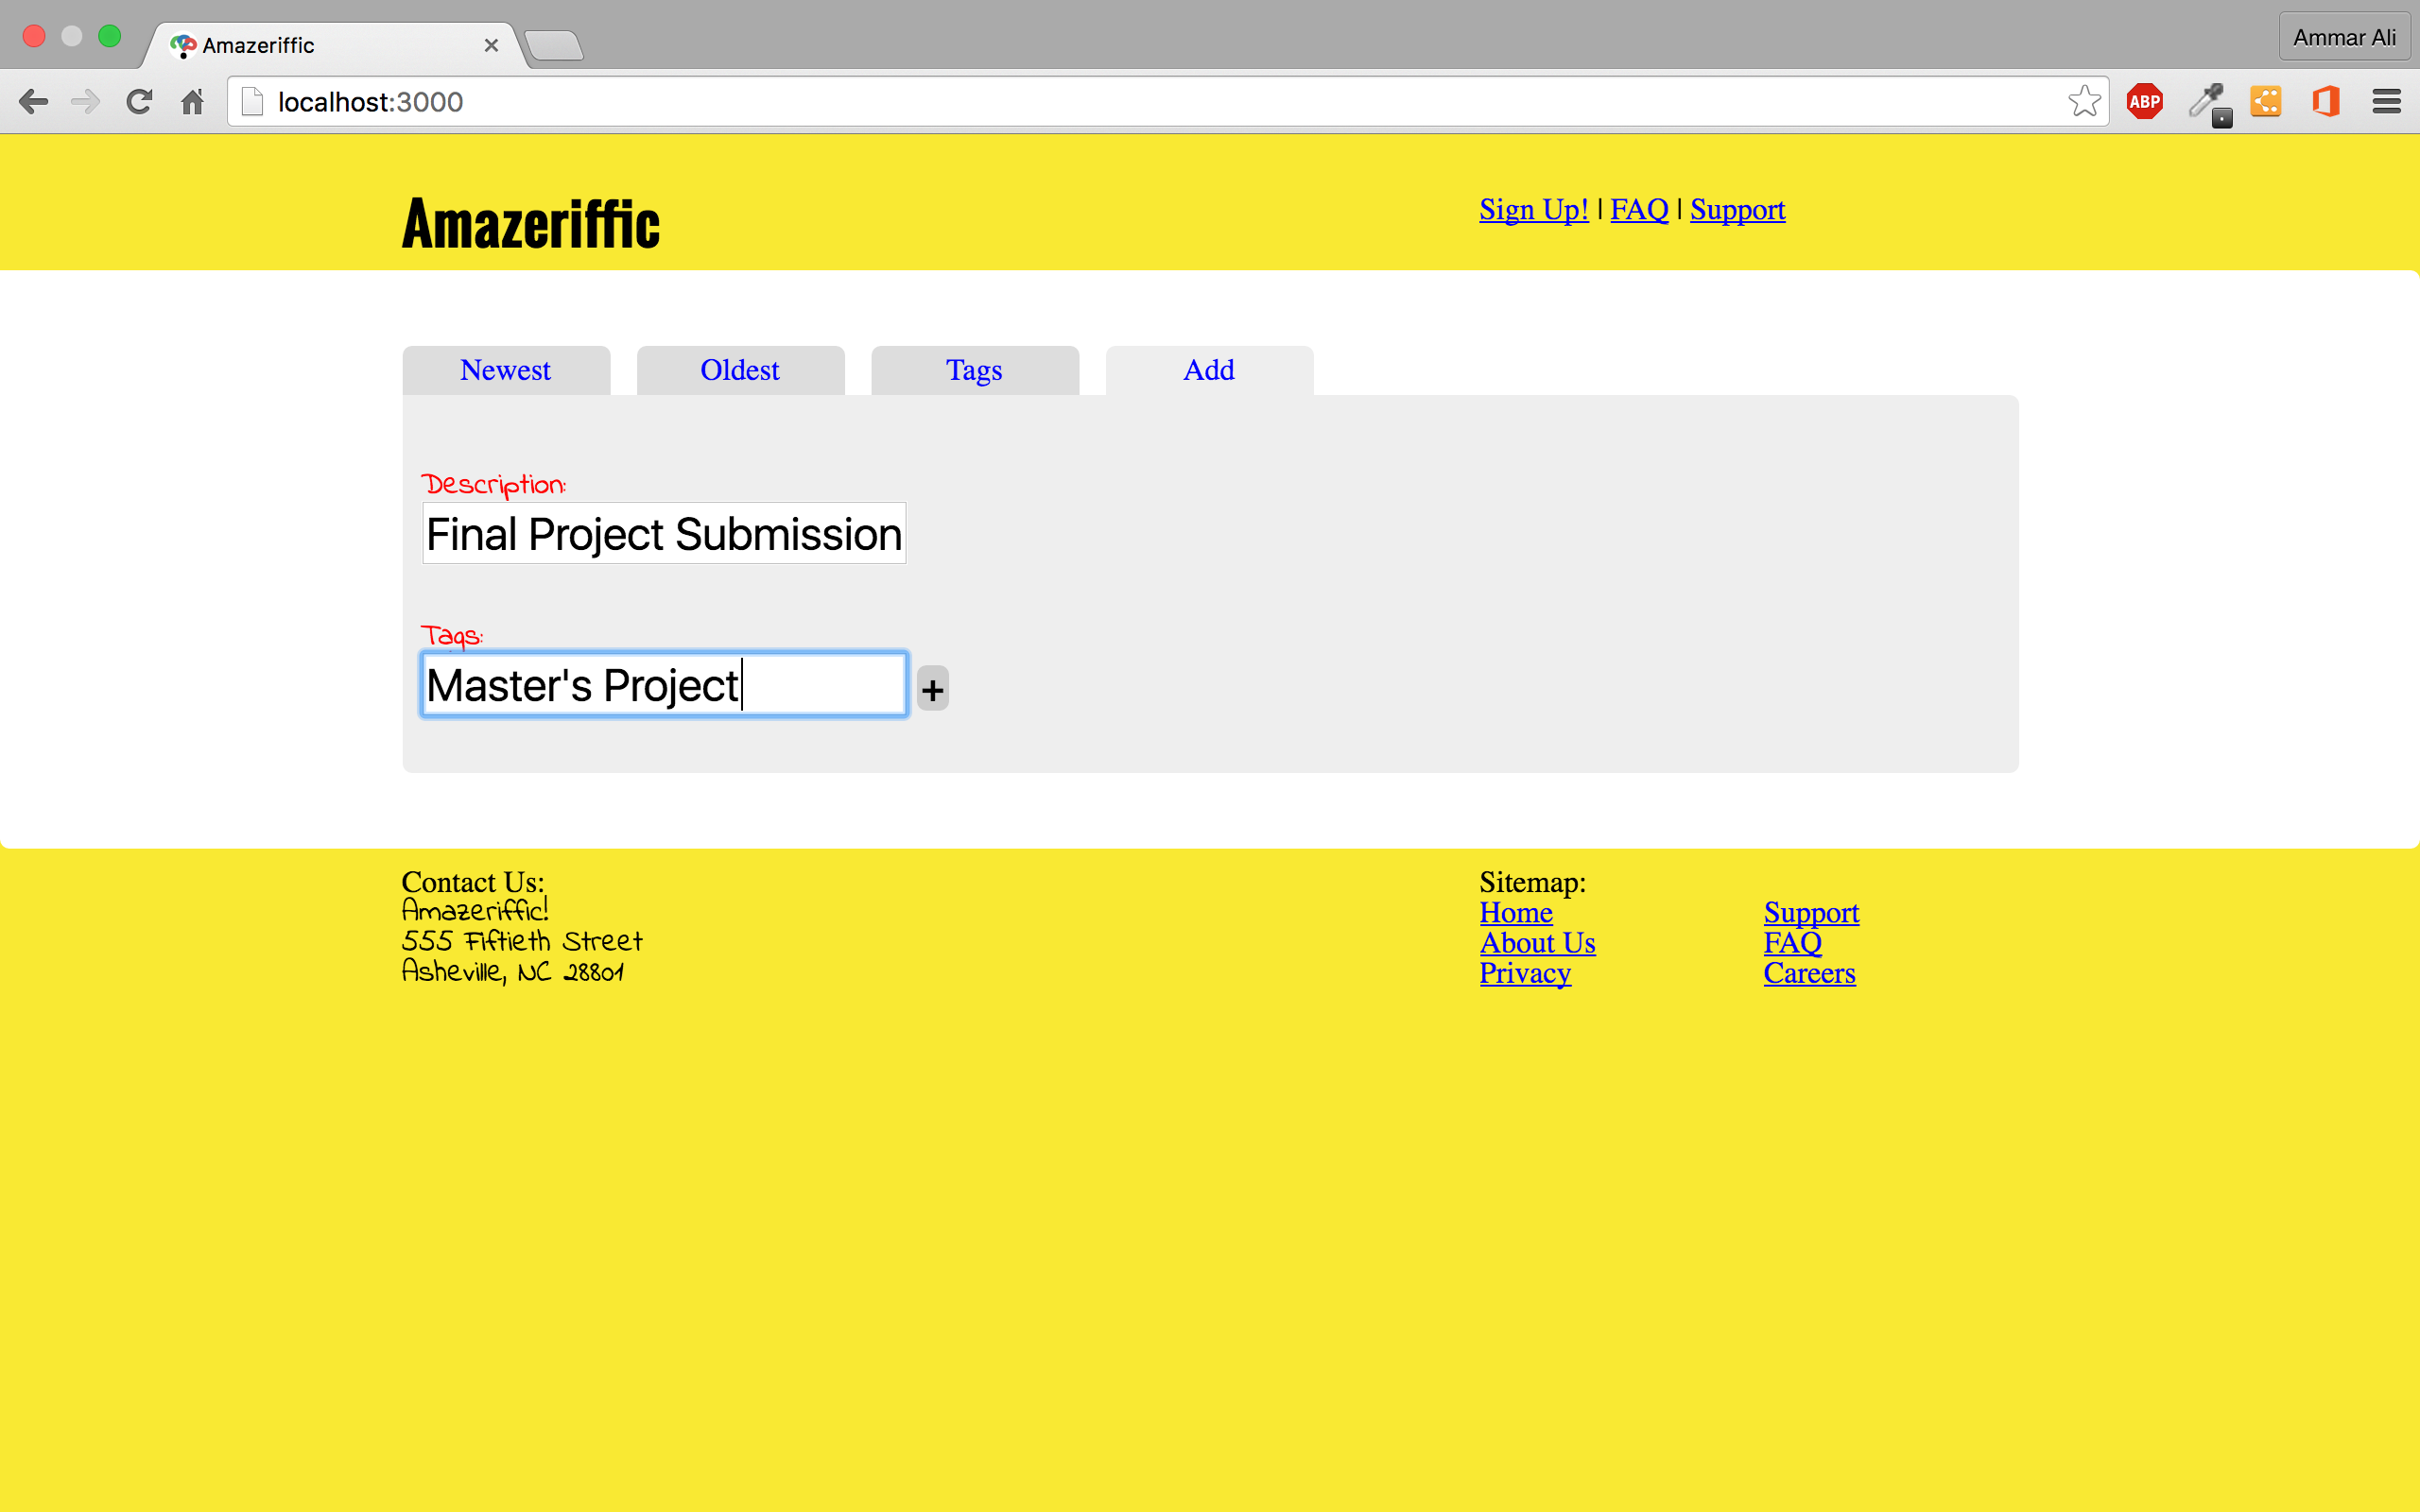 Amazeriffic
Ammar Ali
localhost:3000
ABP
Amazeriffic
Sign Up! | FAQ | Support
Newest
Oldest
Tags
Add
Description:
Final Project Submission
Tags:
Master's Project
+
Contact Us:
Amazeriffic!
555 Fiftieth Street
Asheville, NC 28801
Sitemap:
Home
About Us
Privacy
Support
FAQ
Careers